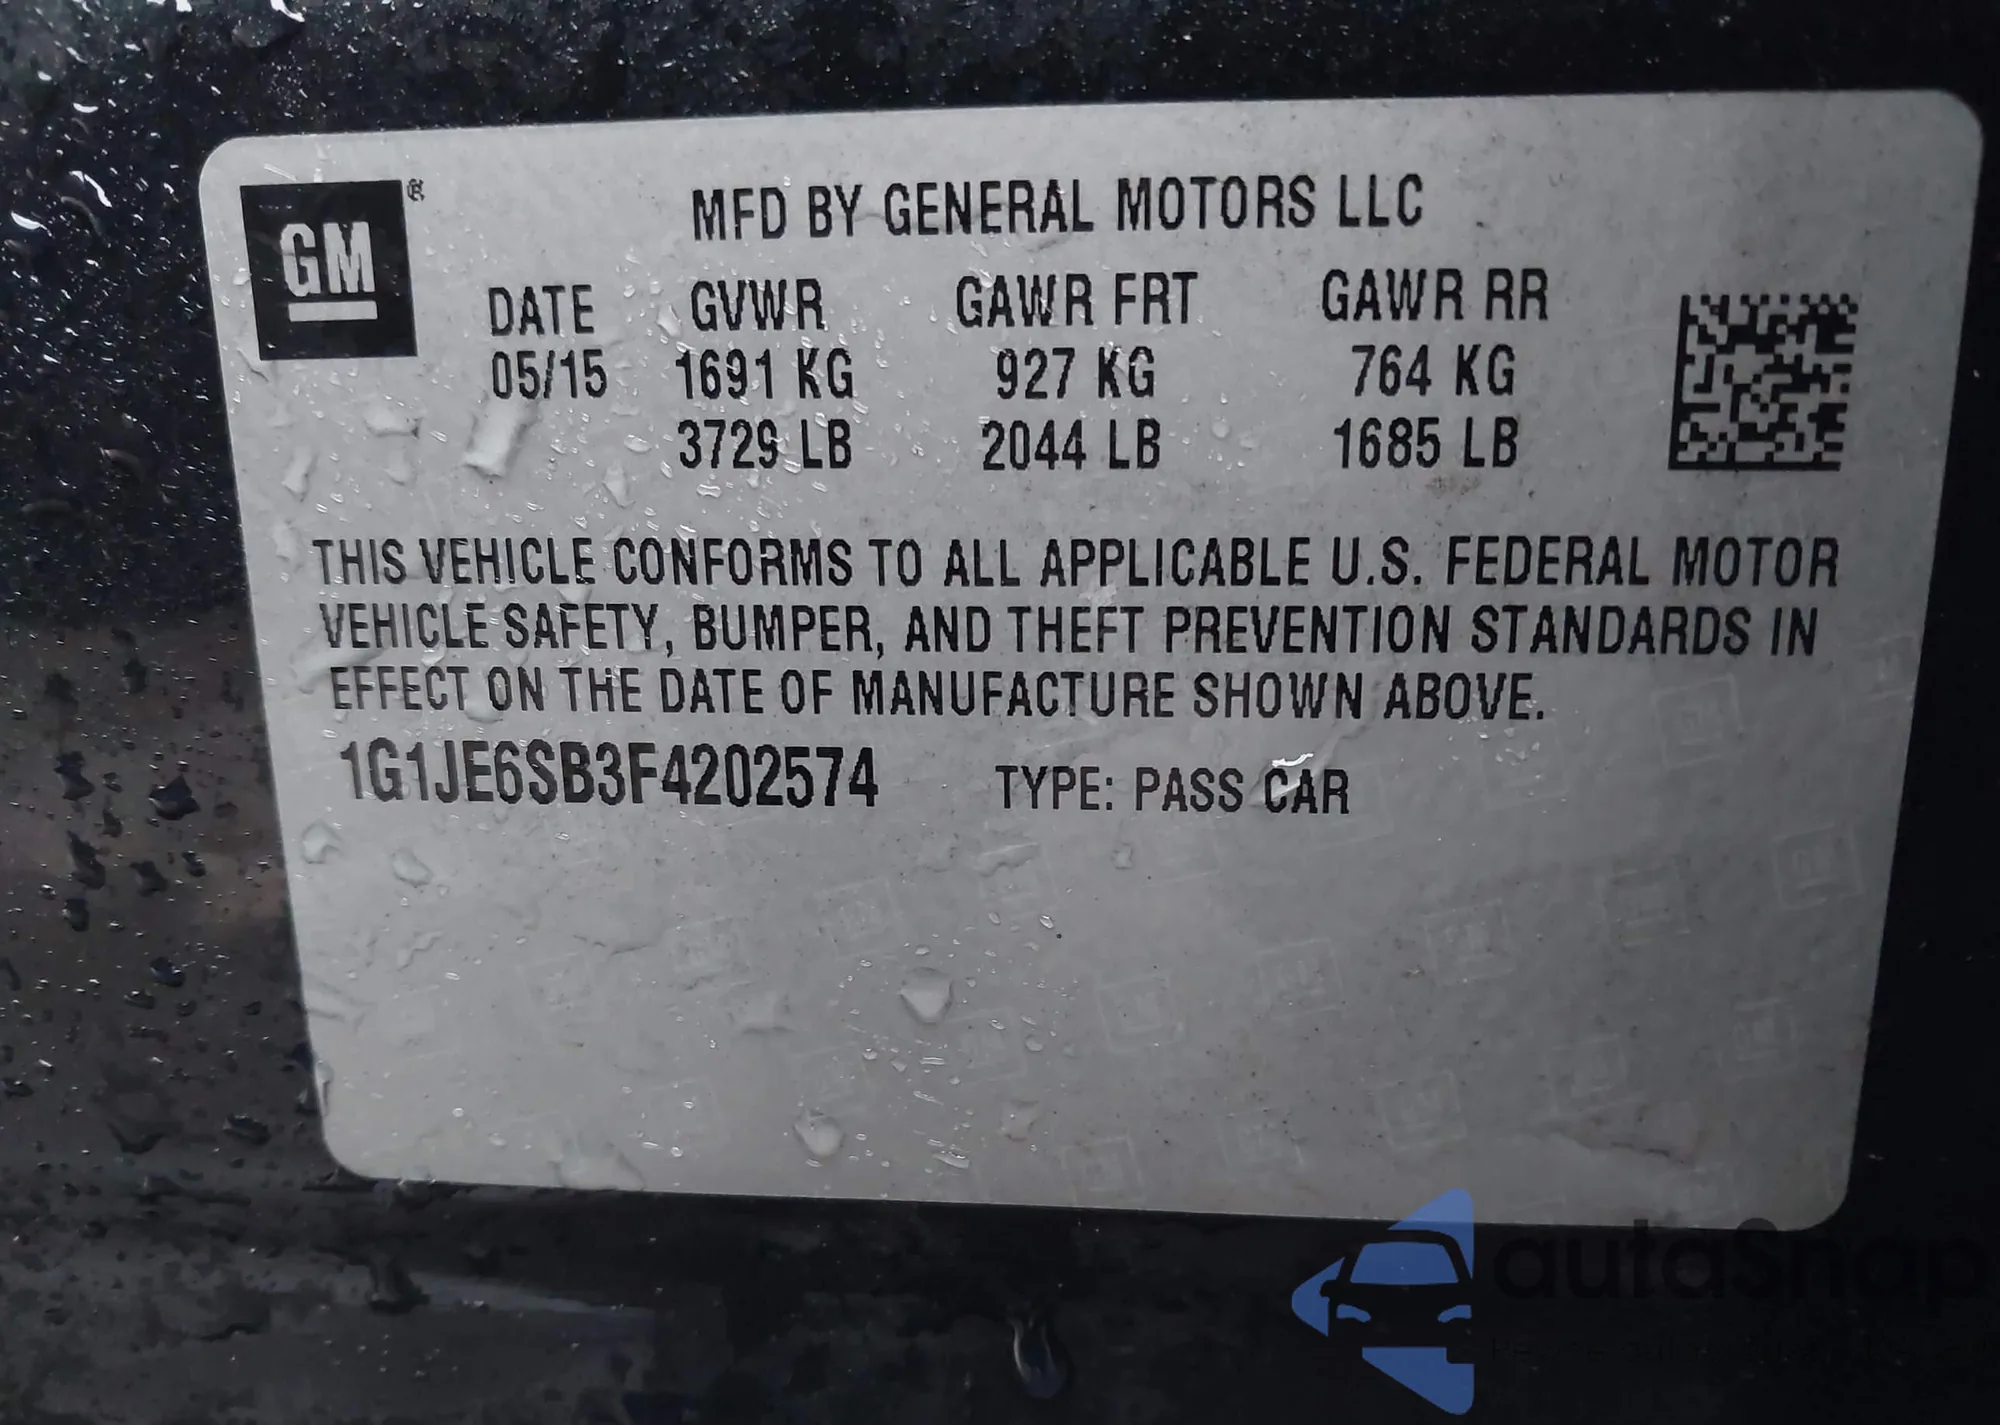 GM ®
MFD BY GENERAL MOTORS LLC
DATE GVWR GAWR FRT GAWR RR
05/15 1691 KG 927 KG 764 KG
3729 LB 2044 LB 1685 LB
THIS VEHICLE CONFORMS TO ALL APPLICABLE U.S. FEDERAL MOTOR
VEHICLE SAFETY, BUMPER, AND THEFT PREVENTION STANDARDS IN
EFFECT ON THE DATE OF MANUFACTURE SHOWN ABOVE.
1G1JE6SB3F4202574 TYPE: PASS CAR
autaSnap